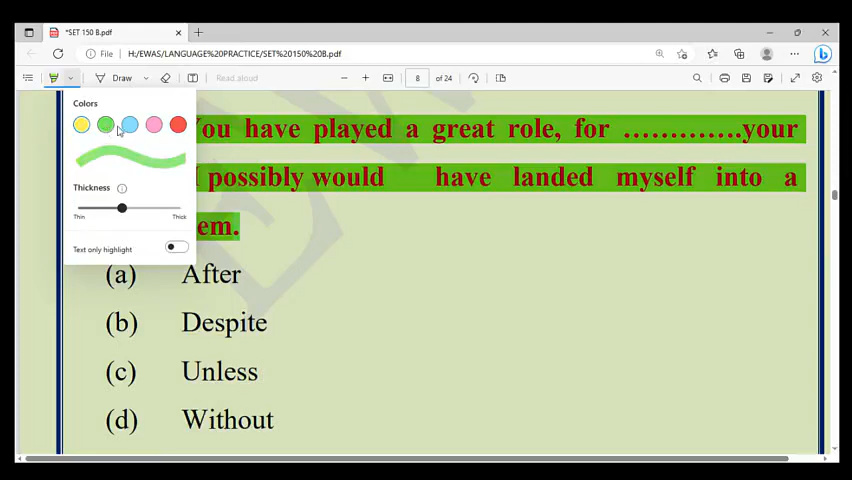 *SET 150 B.pdf
File H:/EWAS/LANGUAGE%20PRACTICE/SET%20150%20B.pdf
Draw Read aloud 8 of 24
Colors
Thickness
Thin Thick
Text only highlight
You have played a great role, for .............your
I possibly would have landed myself into a
em.
(a) After
(b) Despite
(c) Unless
(d) Without